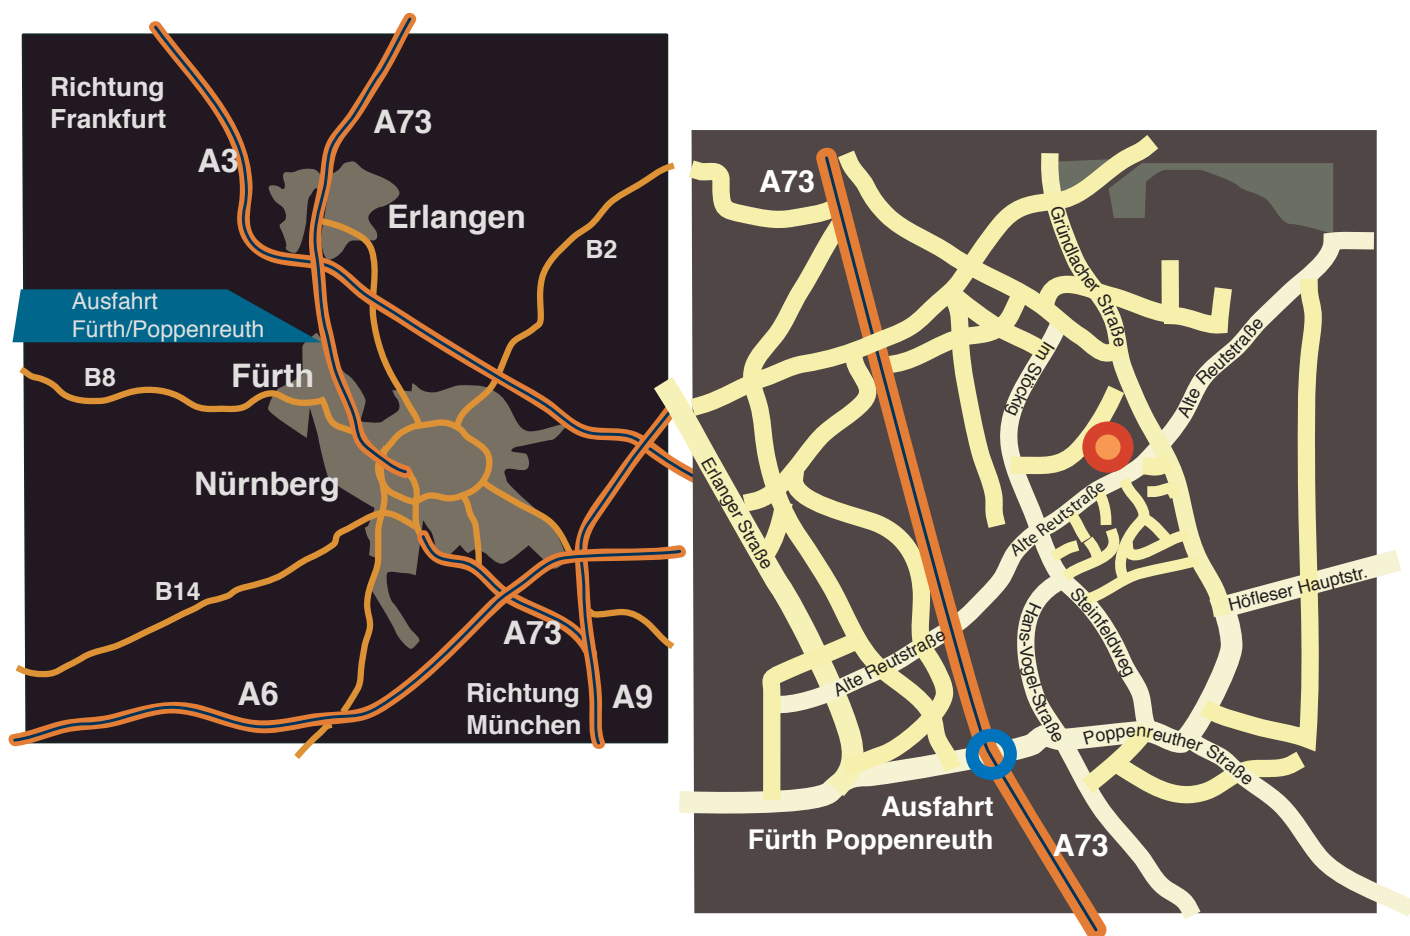 Richtung
Frankfurt
A73
A3
Erlangen
B2
Ausfahrt
Fürth/Poppenreuth
B8
Fürth
Nürnberg
B14
A73
A6
Richtung
München
A9
A73
Gründlacher Straße
Im Stöckig
Alte Reutstraße
Erlanger Straße
Alte Reutstraße
Höfleser Hauptstr.
Steinfeldweg
Hans-Vogel-Straße
Alte Reutstraße
Poppenreuther Straße
Ausfahrt
Fürth Poppenreuth
A73